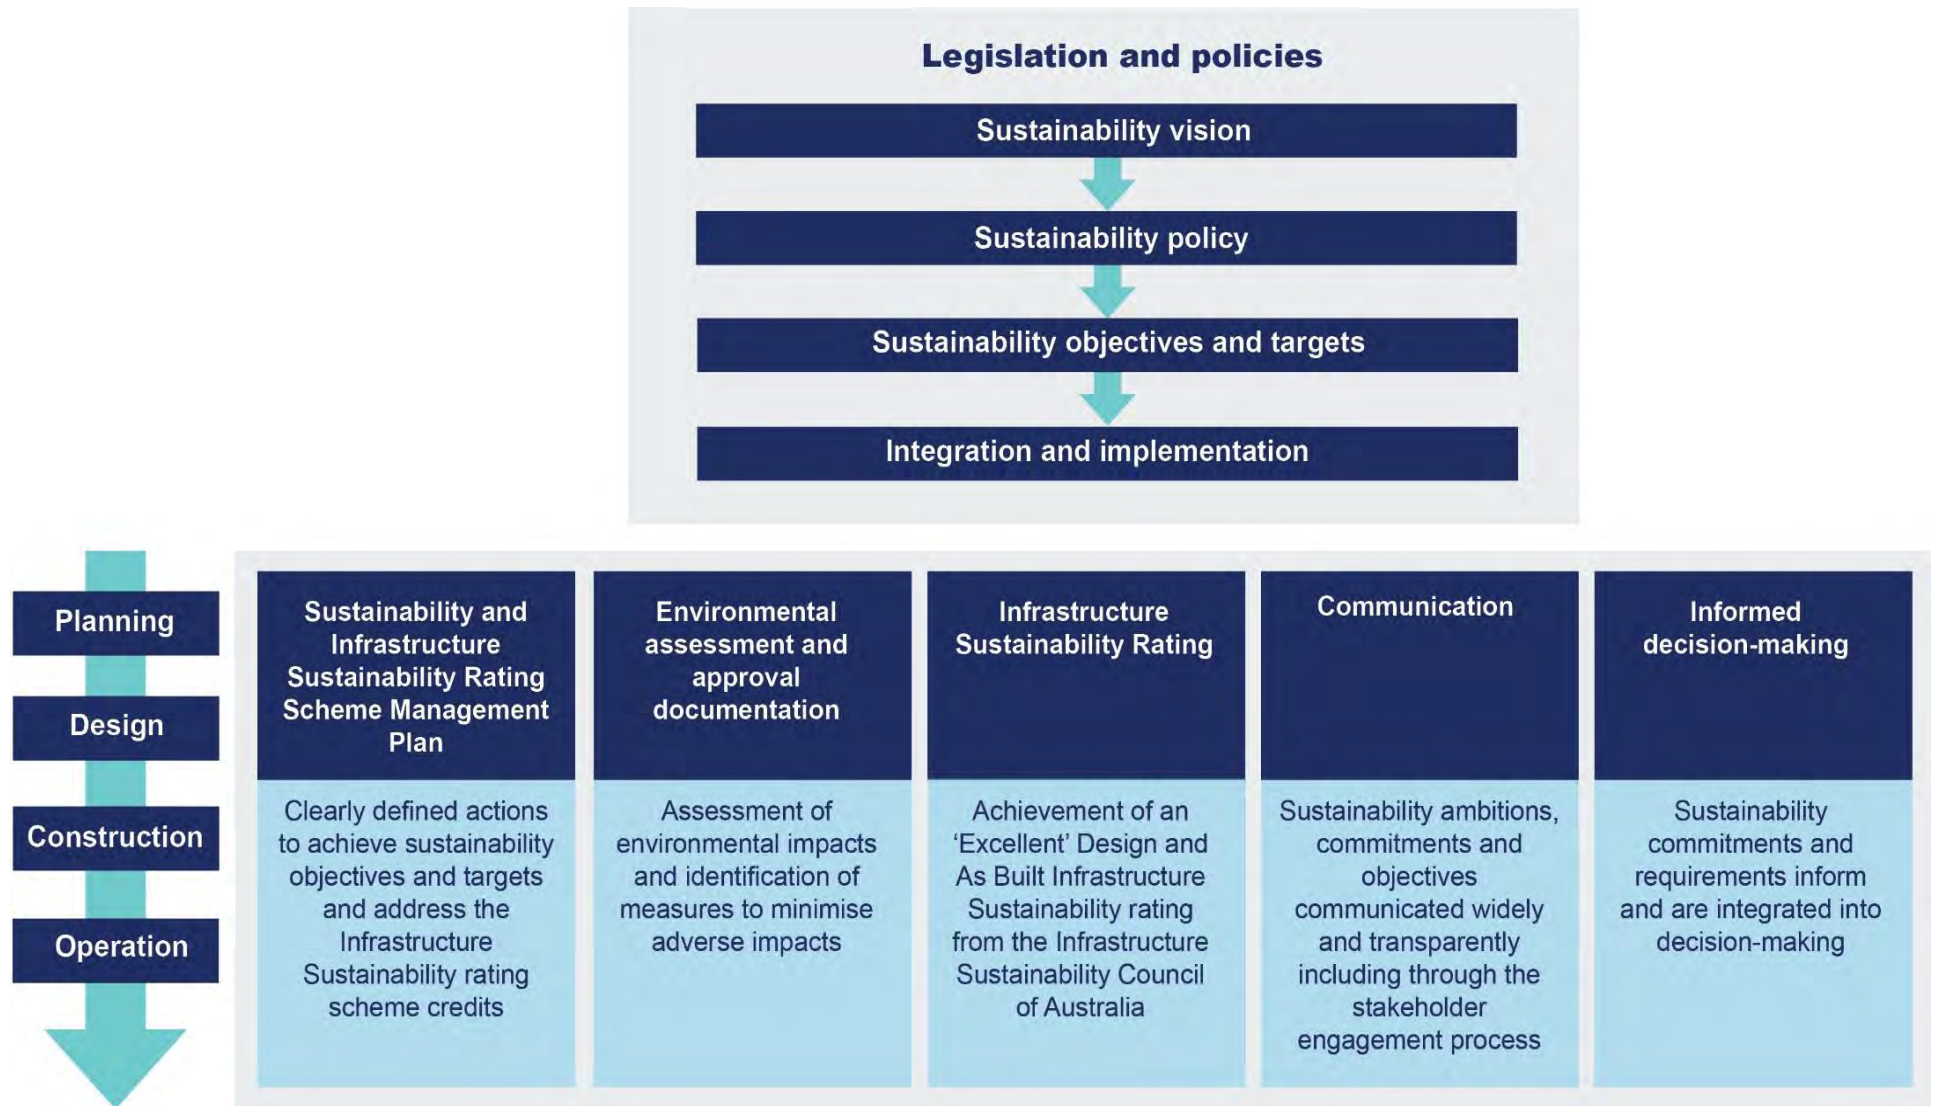 Legislation and policies
Sustainability vision
Sustainability policy
Sustainability objectives and targets
Integration and implementation
Planning
Design
Construction
Operation
Sustainability and
Infrastructure
Sustainability Rating
Scheme Management
Plan
Clearly defined actions
to achieve sustainability
objectives and targets
and address the
Infrastructure
Sustainability rating
scheme credits
Environmental
assessment and
approval
documentation
Assessment of
environmental impacts
and identification of
measures to minimise
adverse impacts
Infrastructure
Sustainability Rating
Achievement of an
‘Excellent’ Design and
As Built Infrastructure
Sustainability rating
from the Infrastructure
Sustainability Council
of Australia
Communication
Sustainability ambitions,
commitments and
objectives
communicated widely
and transparently
including through the
stakeholder
engagement process
Informed
decision-making
Sustainability
commitments and
requirements inform
and are integrated into
decision-making